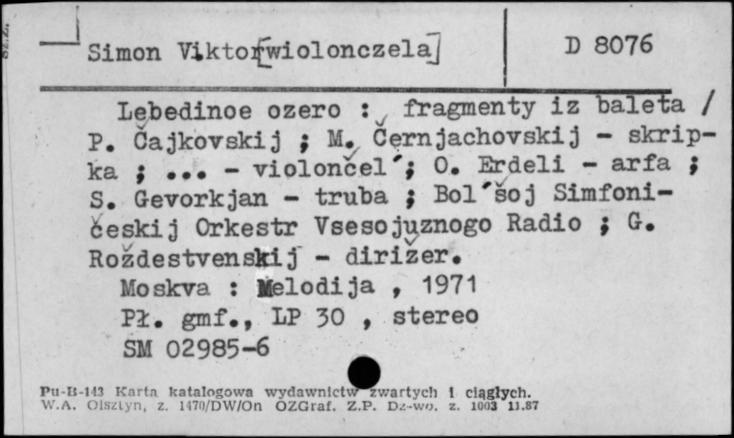 Simon Viktor [wiolonczela]
D 8076
Lebedinoe ozero : fragmenty iz baleta /
P. Čajkovskij ; M. Černjachovskij - skrip-
ka ; ... - violončel´; O. Erdeli - arfa ;
S. Gevorkjan - truba ; Bol´šoj Simfoni-
českij Orkestr Vsesojuznogo Radio ; G.
Roždestvenskij - dirižer.
Moskva : Melodija , 1971
Pł. gmf., LP 30 , stereo
SM 02985-6
Pu-B-143 Karta katalogowa wydawnictw zwartych i ciągłych.
W.A. Olsztyn, z. 1470/DW/On OZGraf. Z.P. Dz-wo. z. 1003 11.87